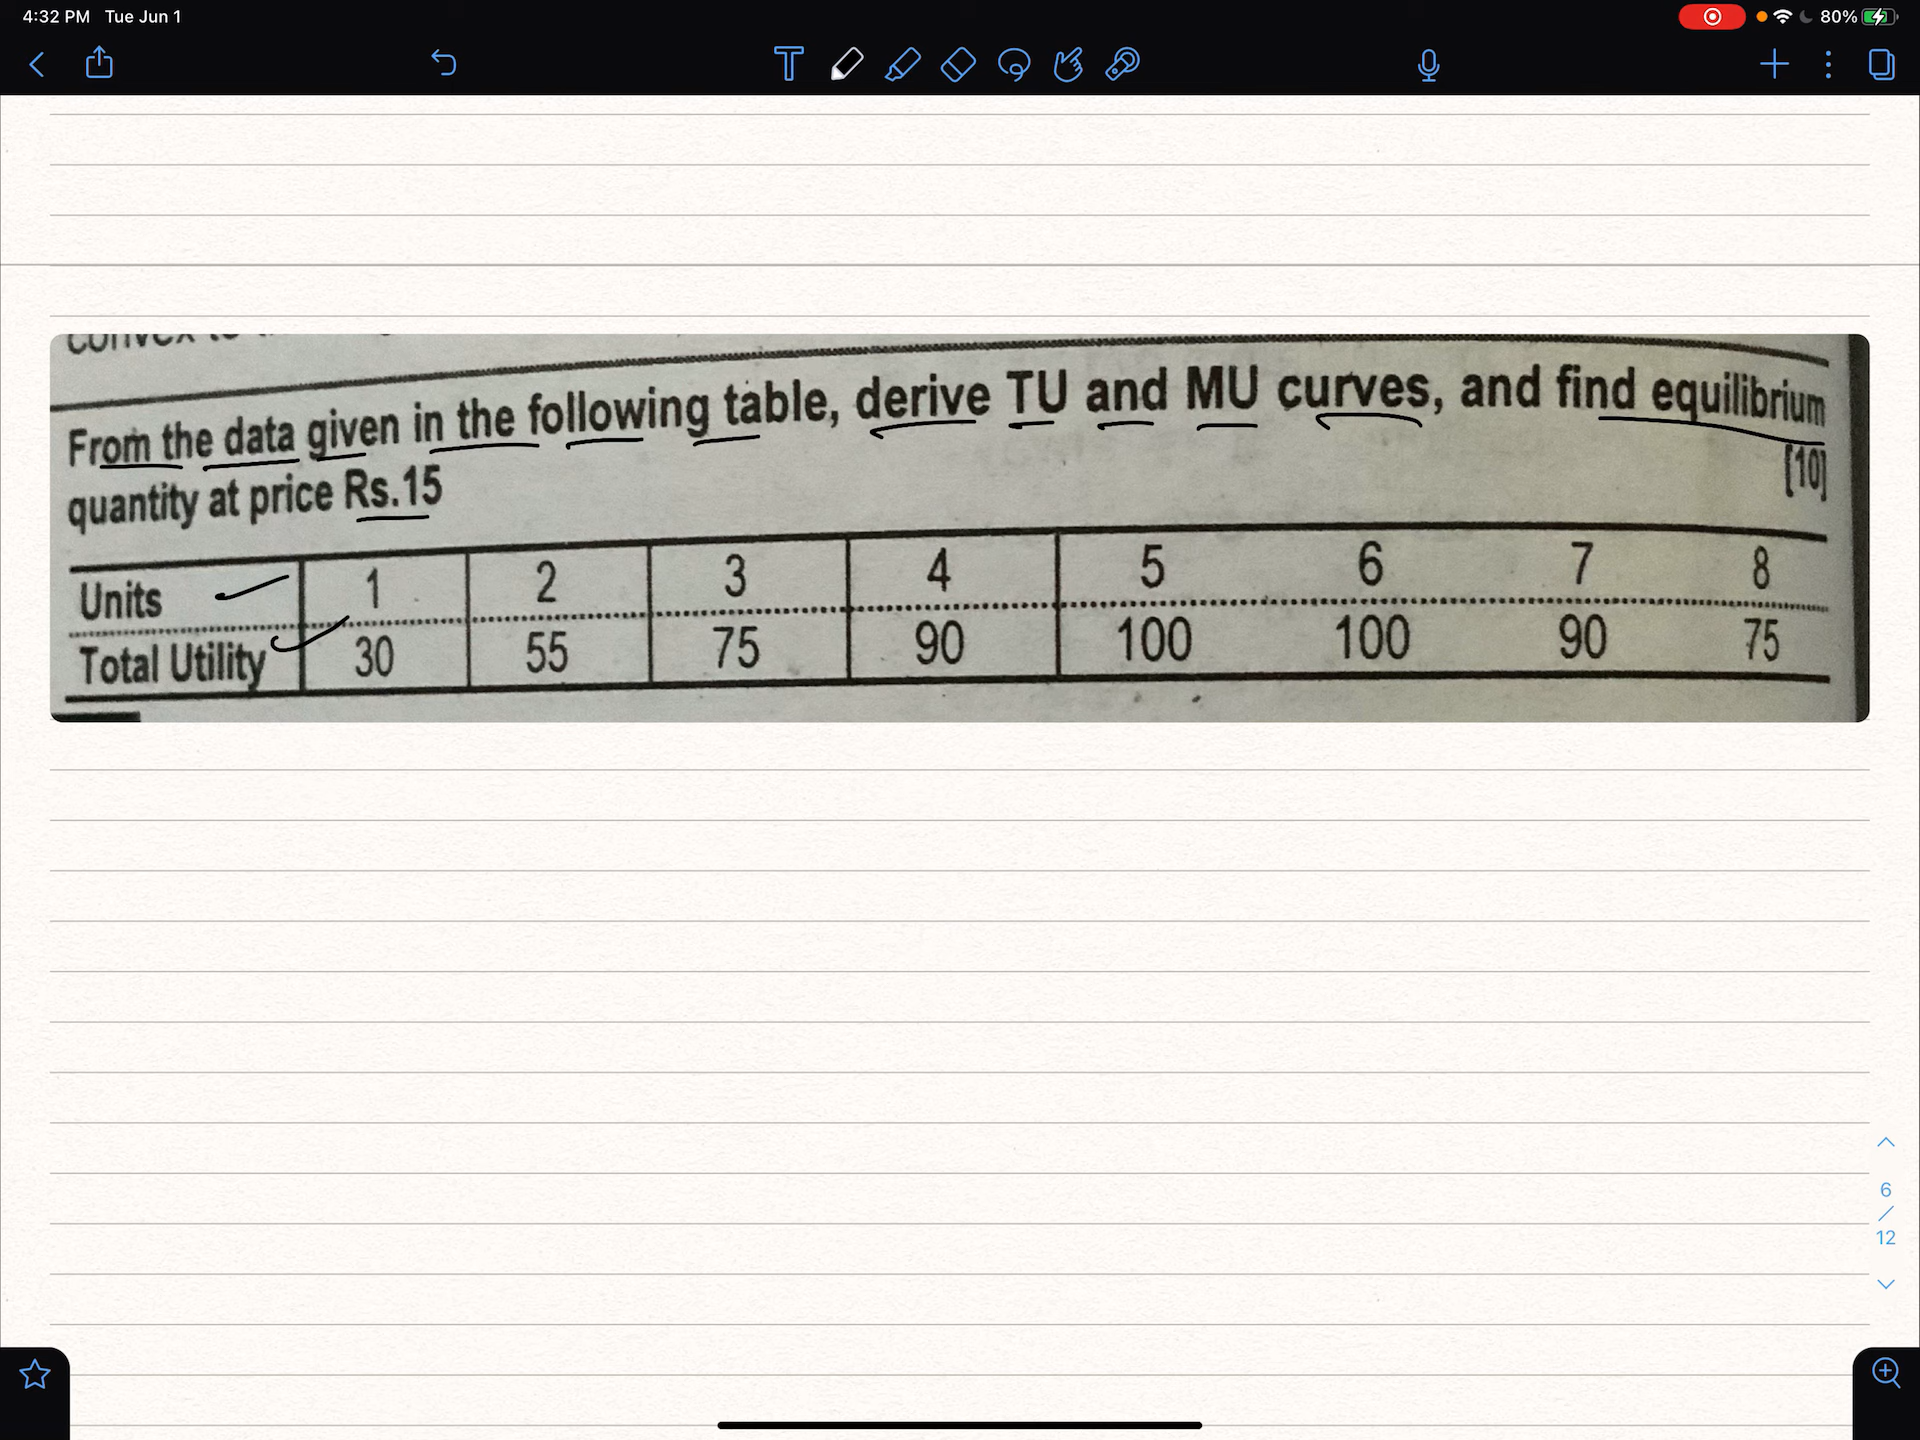 4:32 PM Tue Jun 1
80%
From the data given in the following table, derive TU and MU curves, and find equilibrium
quantity at price Rs.15 [10]
Units 1 2 3 4 5 6 7 8
Total Utility 30 55 75 90 100 100 90 75
6
/
12